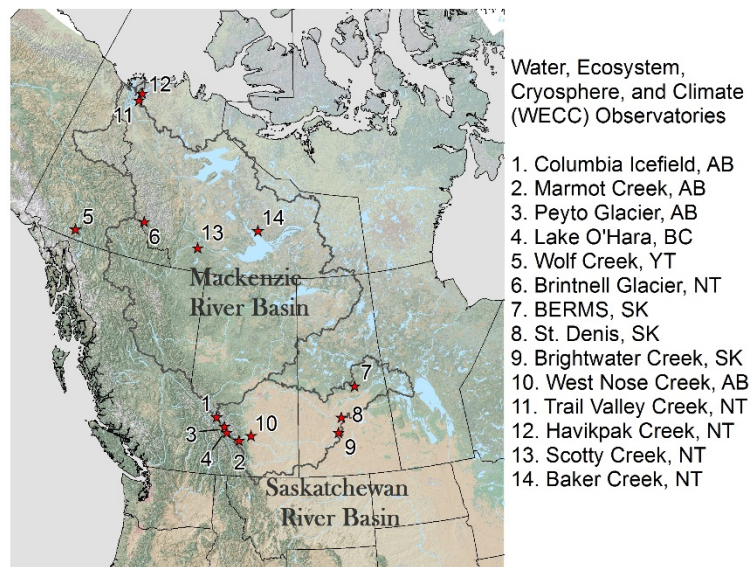 12
11
5
6
13
14
Mackenzie
River Basin
7
1
8
3
10
9
4
2
Saskatchewan
River Basin
Water, Ecosystem,
Cryosphere, and Climate
(WECC) Observatories
1. Columbia Icefield, AB
2. Marmot Creek, AB
3. Peyto Glacier, AB
4. Lake O'Hara, BC
5. Wolf Creek, YT
6. Brintnell Glacier, NT
7. BERMS, SK
8. St. Denis, SK
9. Brightwater Creek, SK
10. West Nose Creek, AB
11. Trail Valley Creek, NT
12. Havikpak Creek, NT
13. Scotty Creek, NT
14. Baker Creek, NT